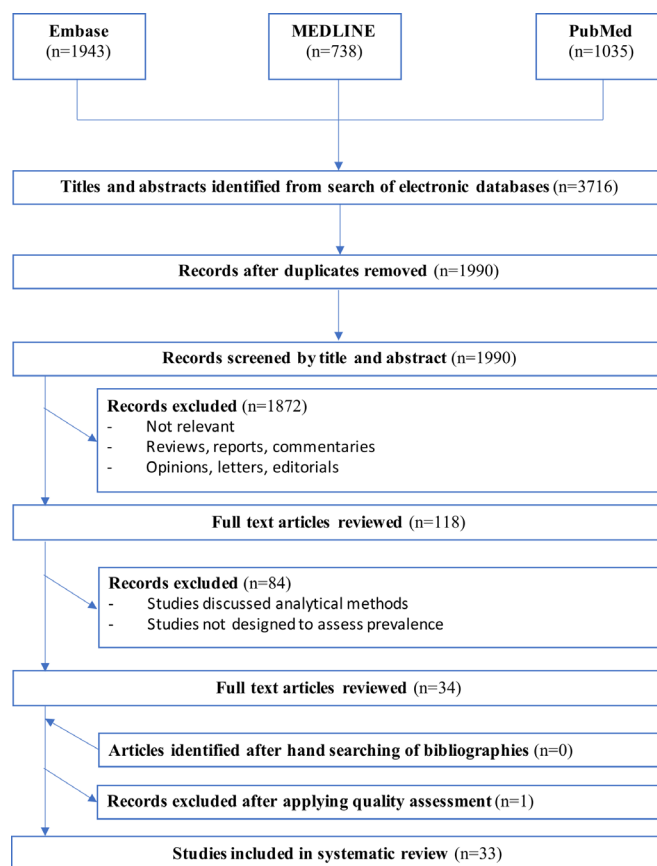 Embase
(n=1943)
MEDLINE
(n=738)
PubMed
(n=1035)
Titles and abstracts identified from search of electronic databases (n=3716)
Records after duplicates removed (n=1990)
Records screened by title and abstract (n=1990)
Records excluded (n=1872)
- Not relevant
- Reviews, reports, commentaries
- Opinions, letters, editorials
Full text articles reviewed (n=118)
Records excluded (n=84)
- Studies discussed analytical methods
- Studies not designed to assess prevalence
Full text articles reviewed (n=34)
Articles identified after hand searching of bibliographies (n=0)
Records excluded after applying quality assessment (n=1)
Studies included in systematic review (n=33)